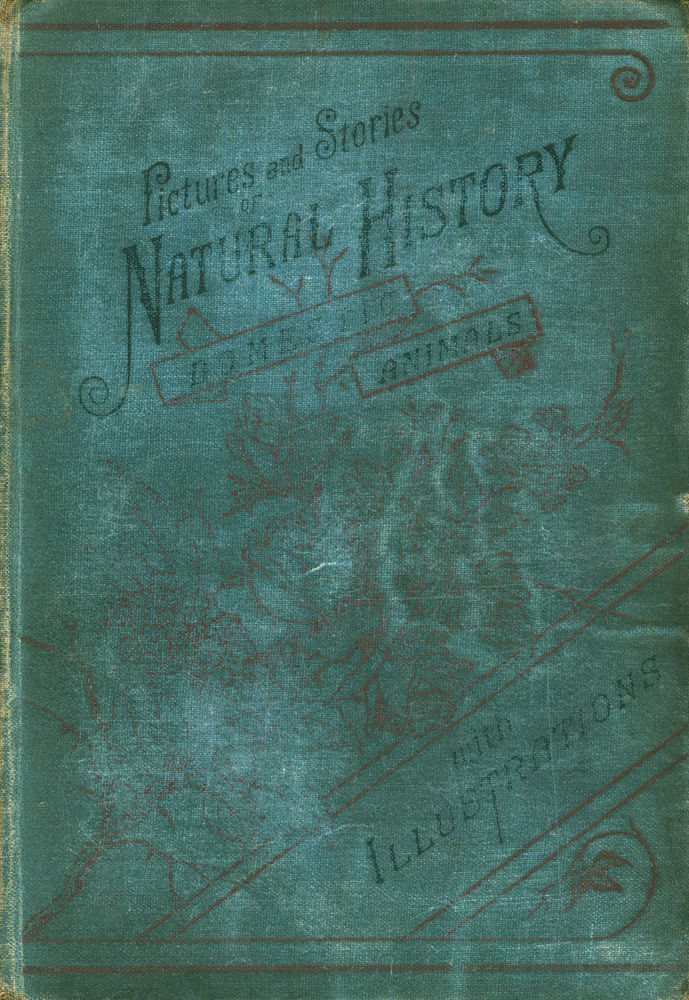 Pictures and Stories
of
NATURAL HISTORY
DOMESTIC
ANIMALS
with
ILLUSTRATIONS